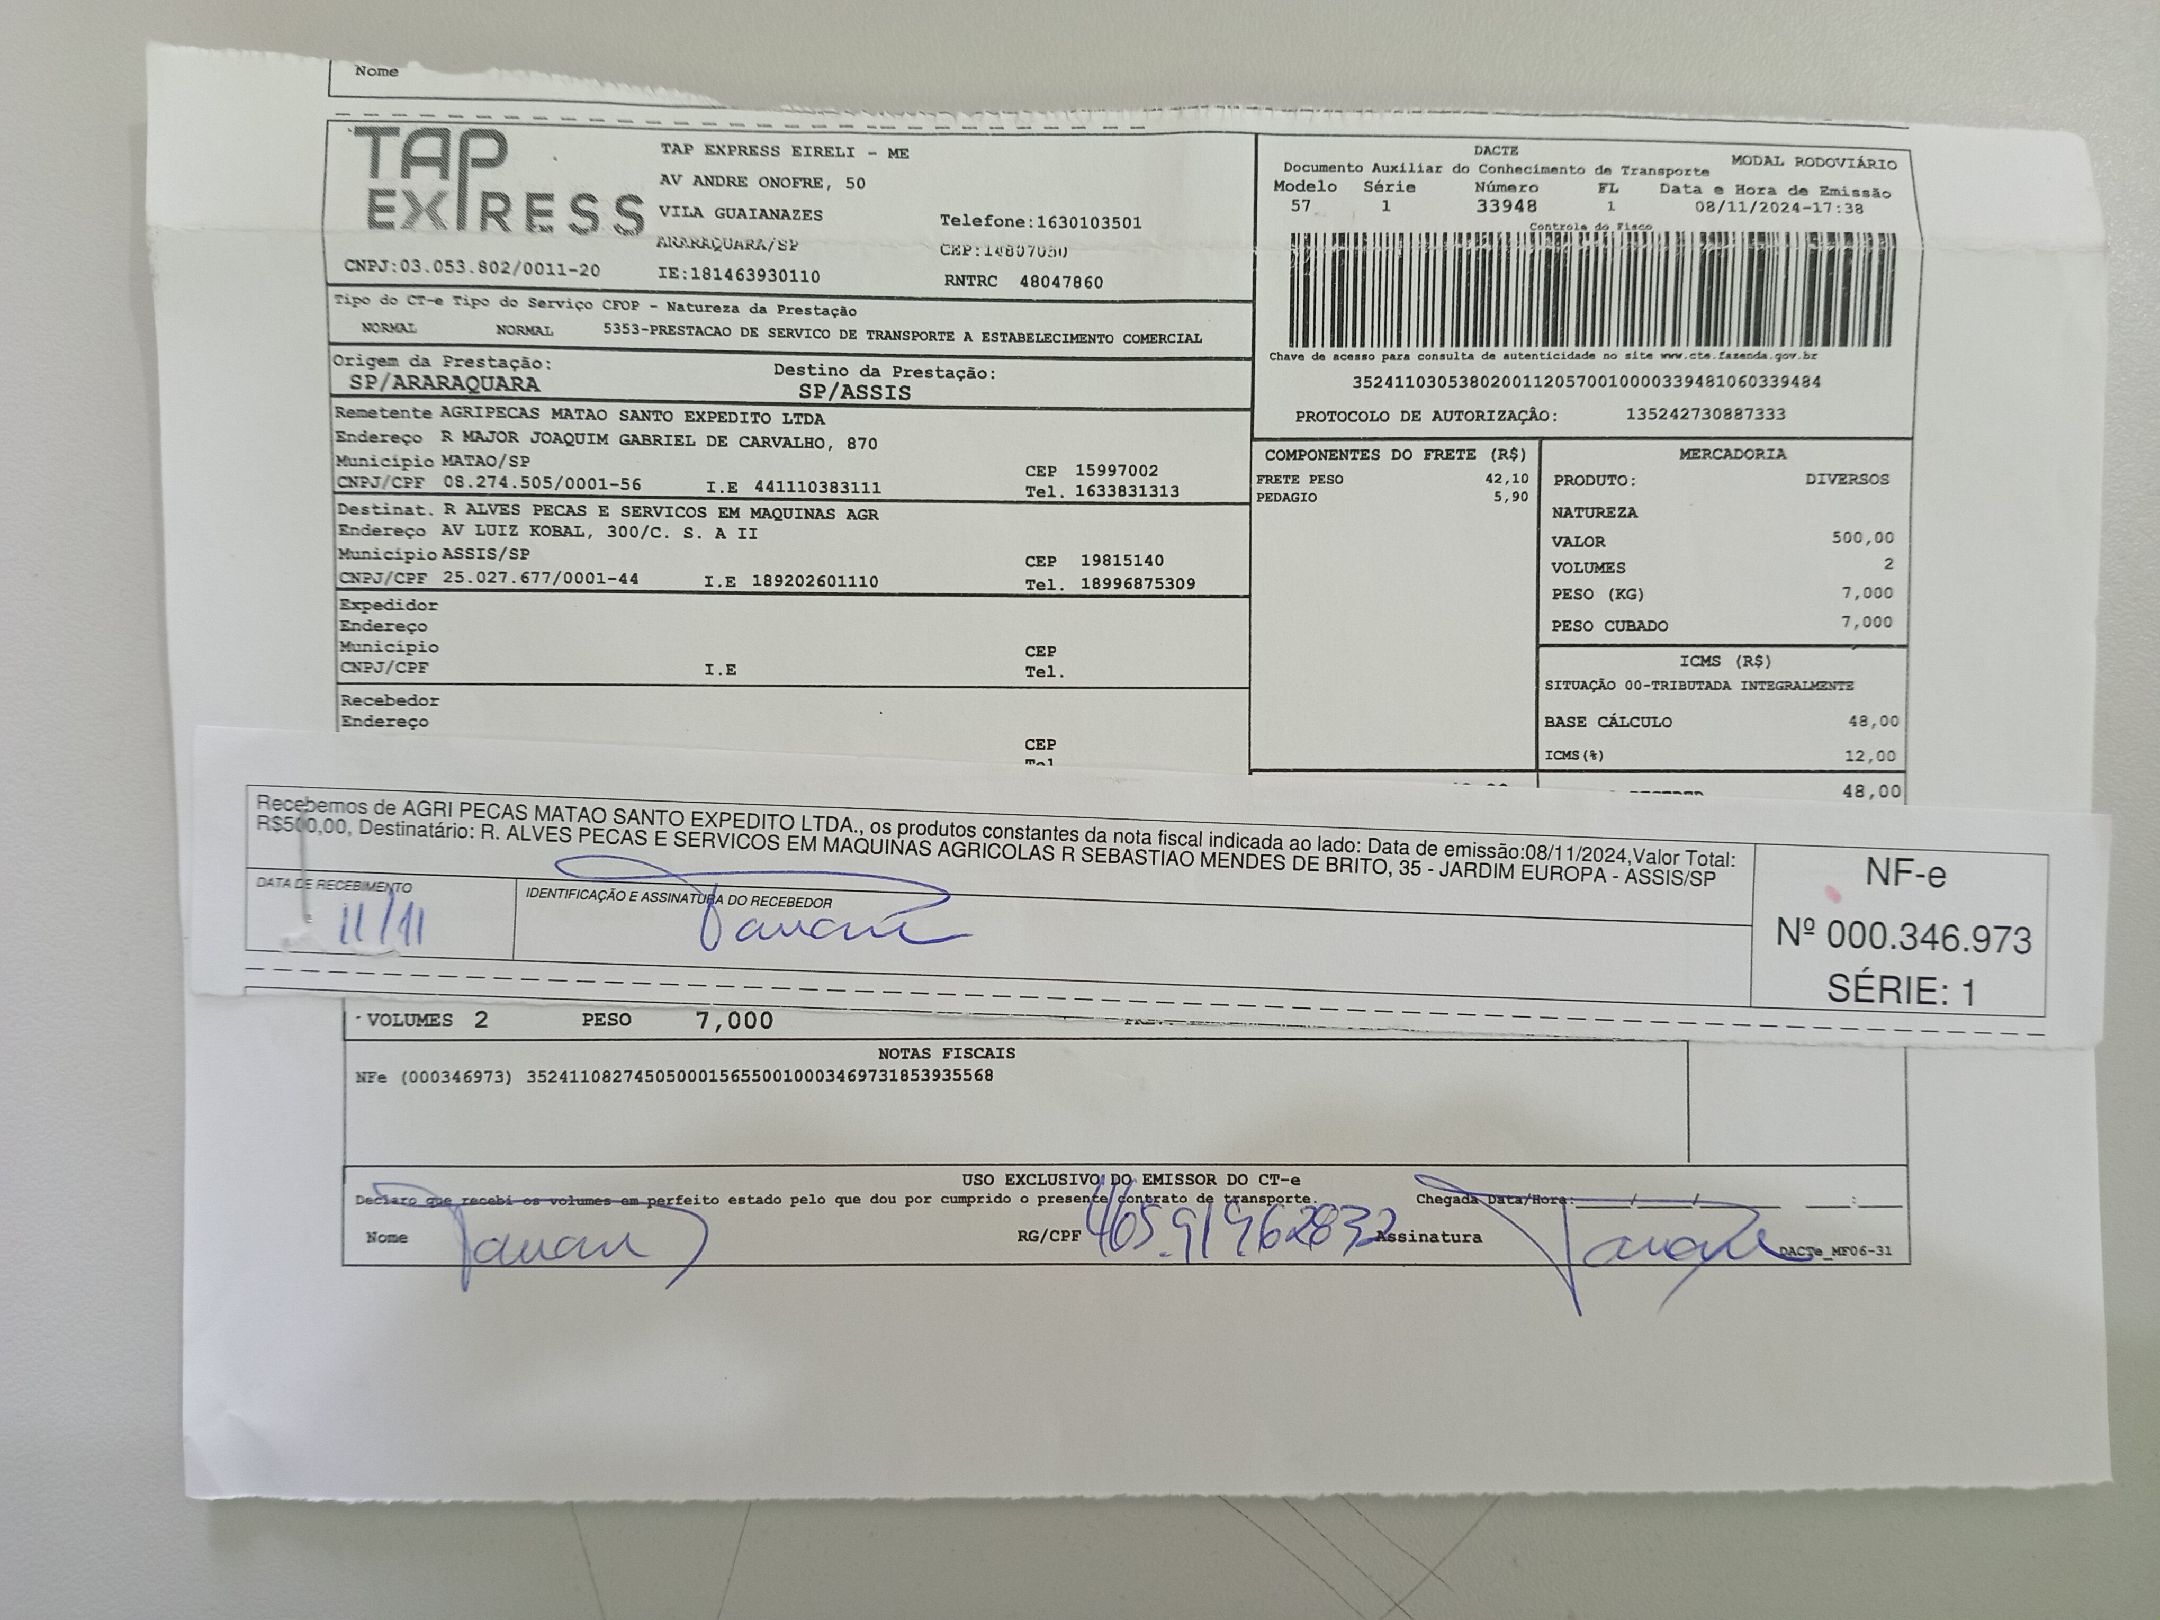 Nome
TAP EXPRESS
TAP EXPRESS EIRELI - ME
AV ANDRE ONOFRE, 50
VILA GUAIANAZES
Telefone:1630103501
ARARAQUARA/SP
CEP:14807050
CNPJ:03.053.802/0011-20
IE:181463930110
RNTRC 48047860
DACTE
MODAL RODOVIÁRIO
Documento Auxiliar do Conhecimento de Transporte
Modelo Série Número FL Data e Hora de Emissão
57 1 33948 1 08/11/2024-17:38
Controle do Fisco
Chave de acesso para consulta de autenticidade no site www.cte.fazenda.gov.br
35241103053802001120570010000339481060339484
PROTOCOLO DE AUTORIZAÇÃO: 135242730887333
Tipo do CT-e Tipo do Serviço CFOP - Natureza da Prestação
NORMAL NORMAL 5353-PRESTACAO DE SERVICO DE TRANSPORTE A ESTABELECIMENTO COMERCIAL
Origem da Prestação: Destino da Prestação:
SP/ARARAQUARA SP/ASSIS
Remetente AGRIPECAS MATAO SANTO EXPEDITO LTDA
Endereço R MAJOR JOAQUIM GABRIEL DE CARVALHO, 870
Município MATAO/SP CEP 15997002
CNPJ/CPF 08.274.505/0001-56 I.E 441110383111 Tel. 1633831313
Destinat. R ALVES PECAS E SERVICOS EM MAQUINAS AGR
Endereço AV LUIZ KOBAL, 300/C. S. A II
Município ASSIS/SP CEP 19815140
CNPJ/CPF 25.027.677/0001-44 I.E 189202601110 Tel. 18996875309
Expedidor
Endereço
Município CEP
CNPJ/CPF I.E Tel.
Recebedor
Endereço
CEP
Tel
COMPONENTES DO FRETE (R$)
FRETE PESO 42,10
PEDAGIO 5,90
MERCADORIA
PRODUTO: DIVERSOS
NATUREZA
VALOR 500,00
VOLUMES 2
PESO (KG) 7,000
PESO CUBADO 7,000
ICMS (R$)
SITUAÇÃO 00-TRIBUTADA INTEGRALMENTE
BASE CÁLCULO 48,00
ICMS(%) 12,00
48,00
Recebemos de AGRI PECAS MATAO SANTO EXPEDITO LTDA., os produtos constantes da nota fiscal indicada ao lado: Data de emissão:08/11/2024,Valor Total:
R$500,00, Destinatário: R. ALVES PECAS E SERVICOS EM MAQUINAS AGRICOLAS R SEBASTIAO MENDES DE BRITO, 35 - JARDIM EUROPA - ASSIS/SP
DATA DE RECEBIMENTO
11/11
IDENTIFICAÇÃO E ASSINATURA DO RECEBEDOR
NF-e
Nº 000.346.973
SÉRIE: 1
VOLUMES 2 PESO 7,000
NOTAS FISCAIS
NFe (000346973) 35241108274505000156550010003469731853935568
USO EXCLUSIVO DO EMISSOR DO CT-e
Declaro que recebi os volumes em perfeito estado pelo que dou por cumprido o presente contrato de transporte. Chegada Data/Hora:___/___/___ ___:___
Nome RG/CPF 465.91962832 Assinatura
DACTe_MF06-31